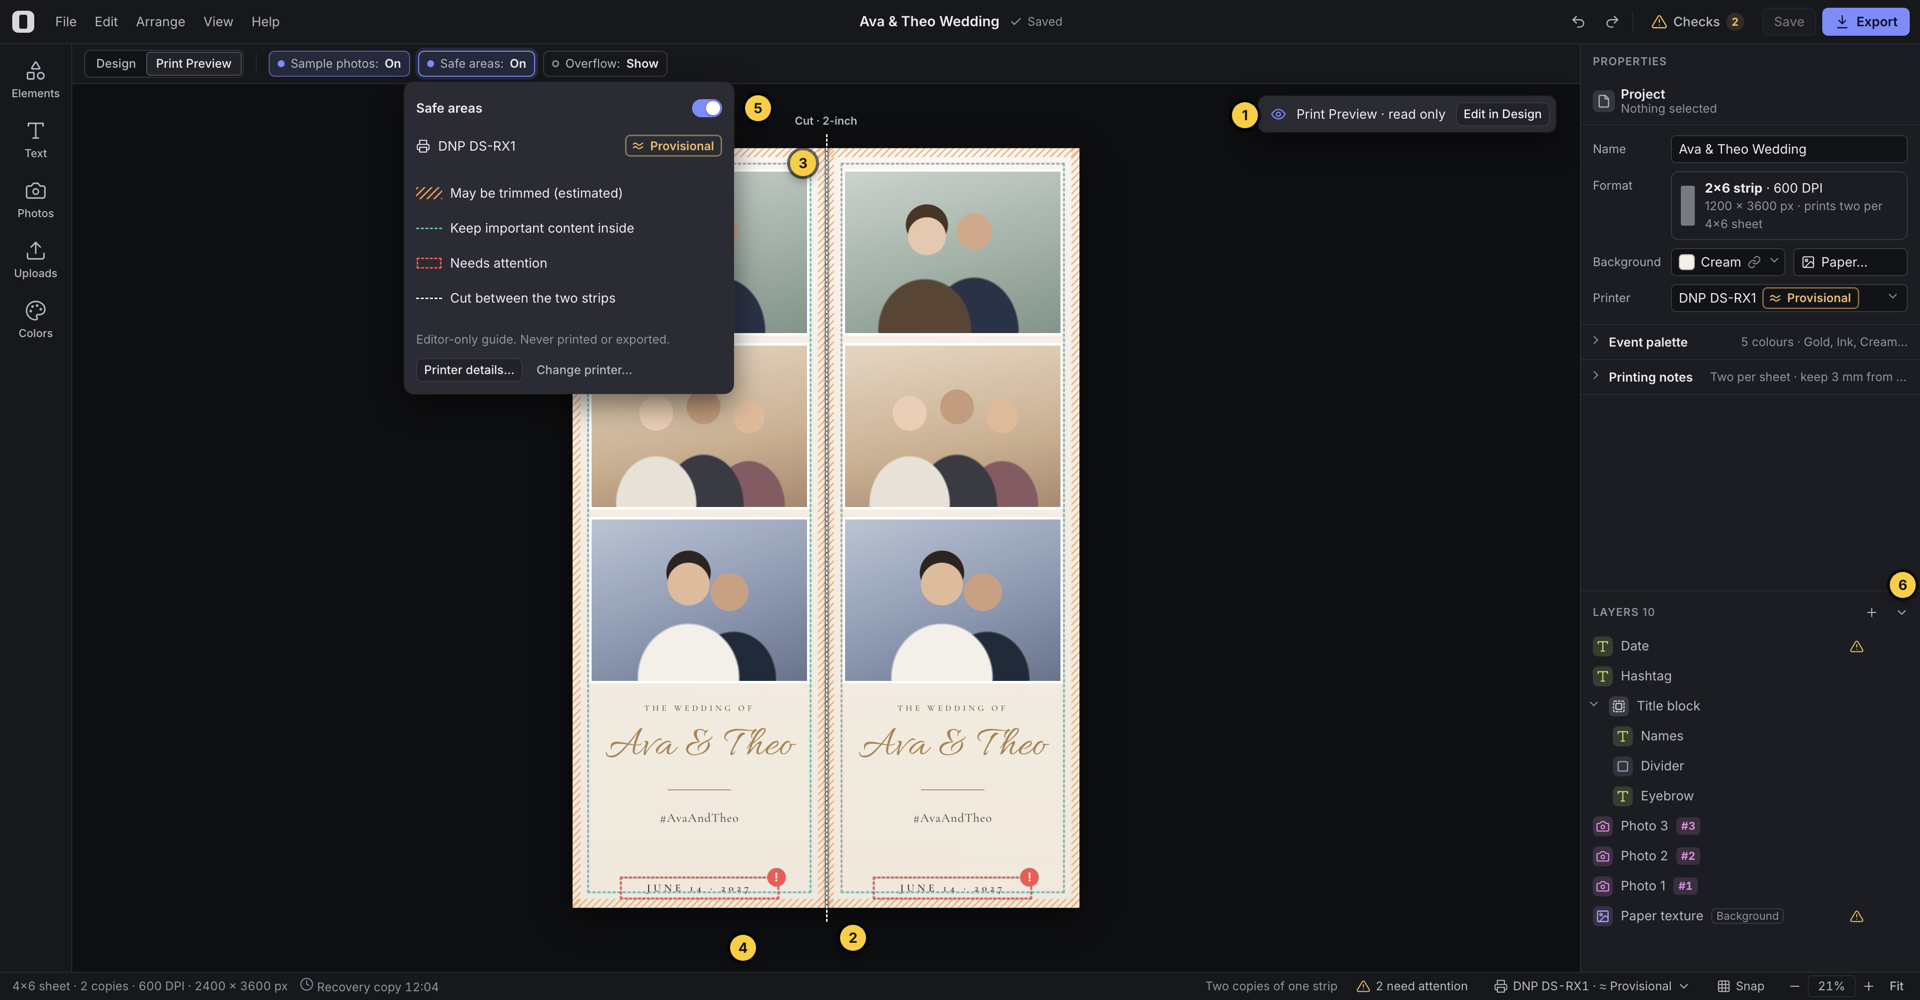 File Edit Arrange View Help
Ava & Theo Wedding Saved
Checks 2 Save Export
Elements
Text
Photos
Uploads
Colors
Design Print Preview Sample photos: On Safe areas: On Overflow: Show
Safe areas
DNP DS-RX1 ≈ Provisional
May be trimmed (estimated)
Keep important content inside
Needs attention
Cut between the two strips
Editor-only guide. Never printed or exported.
Printer details... Change printer...
5
Cut · 2-inch
3
1
Print Preview · read only Edit in Design
THE WEDDING OF
Ava & Theo
#AvaAndTheo
JUNE 14 · 2027
!
THE WEDDING OF
Ava & Theo
#AvaAndTheo
JUNE 14 · 2027
!
4
2
PROPERTIES
Project
Nothing selected
Name Ava & Theo Wedding
Format 2×6 strip · 600 DPI
1200 × 3600 px · prints two per
4×6 sheet
Background Cream Paper...
Printer DNP DS-RX1 ≈ Provisional
Event palette 5 colours · Gold, Ink, Cream...
Printing notes Two per sheet · keep 3 mm from ...
6
LAYERS 10
Date
Hashtag
Title block
Names
Divider
Eyebrow
Photo 3 #3
Photo 2 #2
Photo 1 #1
Paper texture Background
4×6 sheet · 2 copies · 600 DPI · 2400 × 3600 px Recovery copy 12:04
Two copies of one strip 2 need attention DNP DS-RX1 · ≈ Provisional Snap − 21% + Fit